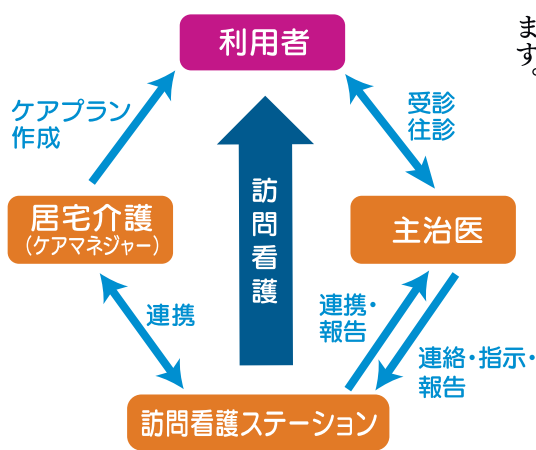 ま
す。
利用者
ケアプラン
作成
受診
往診
訪問看護
居宅介護
（ケアマネジャー）
主治医
連携
連携・
報告
連絡・指示・
報告
訪問看護ステーション